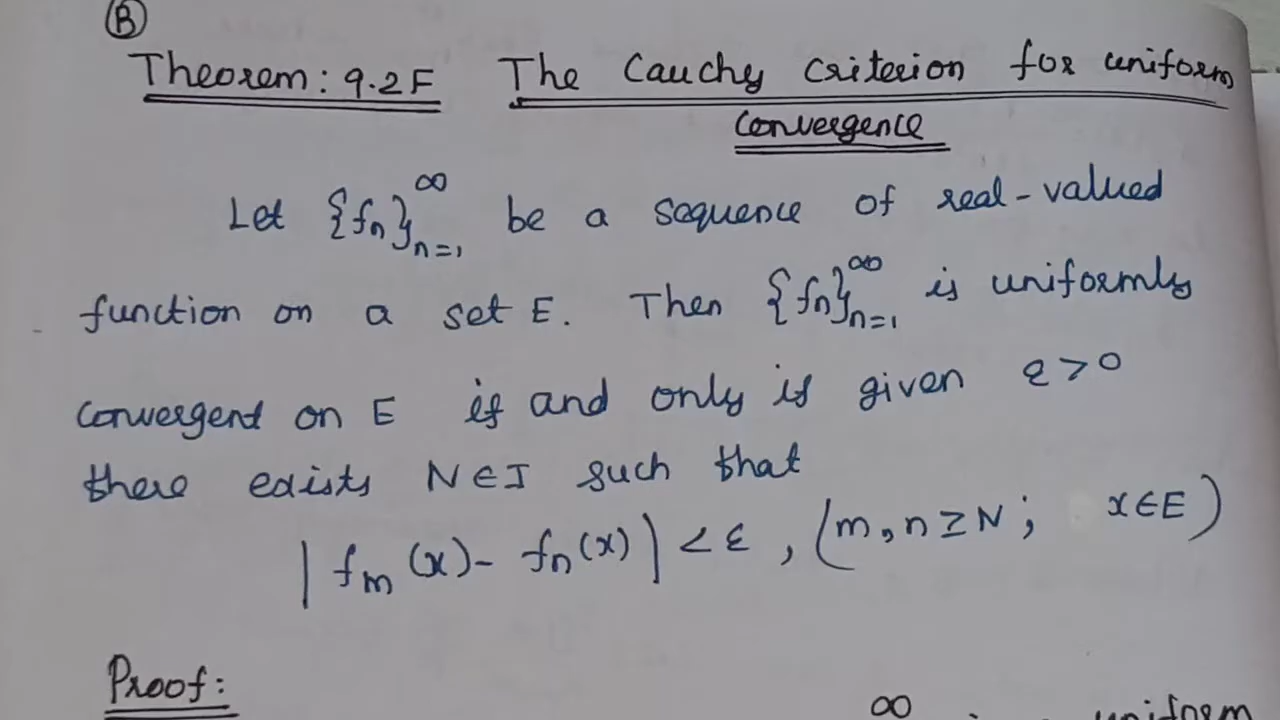 B
Theorem: 9.2F The Cauchy Criterion for uniform
Convergence
Let {fn}∞n=1 be a sequence of real-valued
function on a set E. Then {fn}∞n=1 is uniformly
convergent on E if and only if given ε>0
there exists N∈I such that
|fm(x)- fn(x)| <ε, (m,n≥N; x∈E)
Proof:
∞ uniform